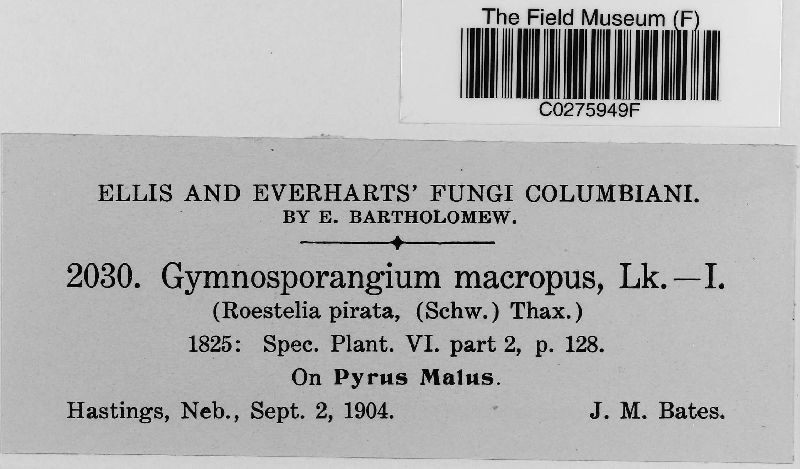 The Field Museum (F)
C0275949F
ELLIS AND EVERHARTS' FUNGI COLUMBIANI.
BY E. BARTHOLOMEW.
2030. Gymnosporangium macropus, Lk.—I.
(Roestelia pirata, (Schw.) Thax.)
1825: Spec. Plant. VI. part 2, p. 128.
On Pyrus Malus.
Hastings, Neb., Sept. 2, 1904. J. M. Bates.